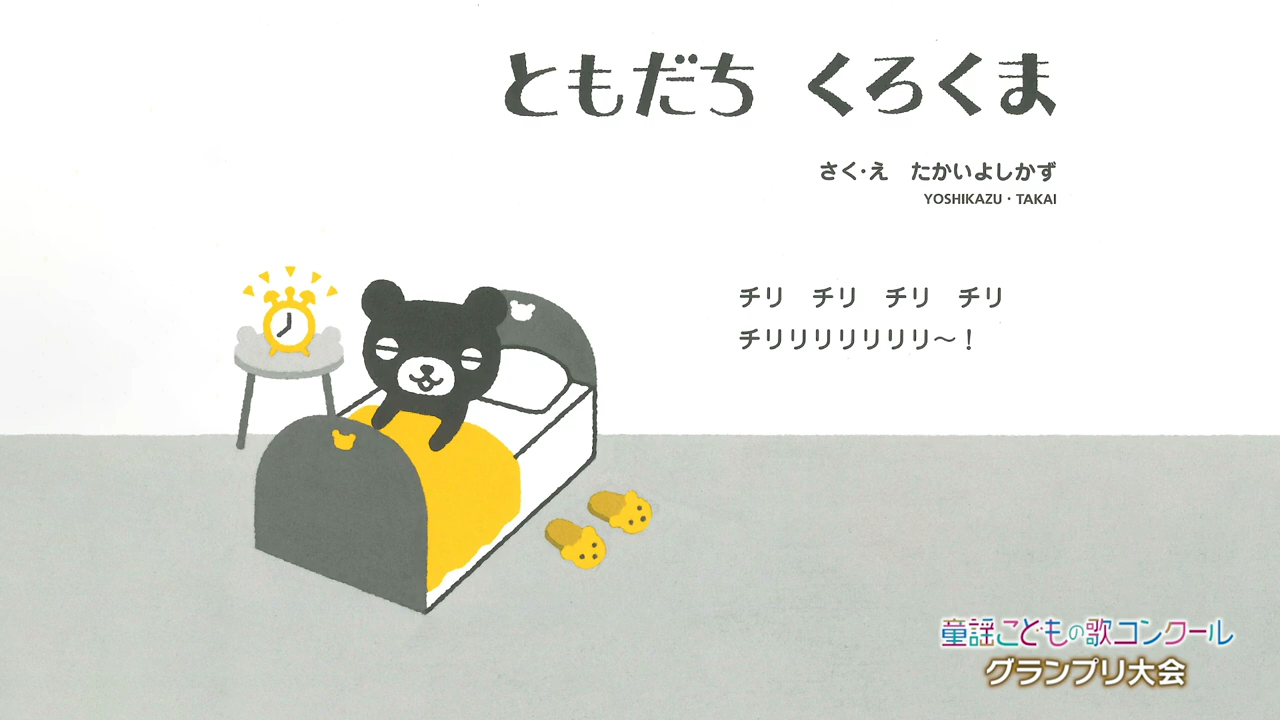 ともだち くろくま
さく・え　たかいよしかず
YOSHIKAZU・TAKAI
チリ　チリ　チリ　チリ
チリリリリリリリ〜！
童謡こどもの歌コンクール
グランプリ大会